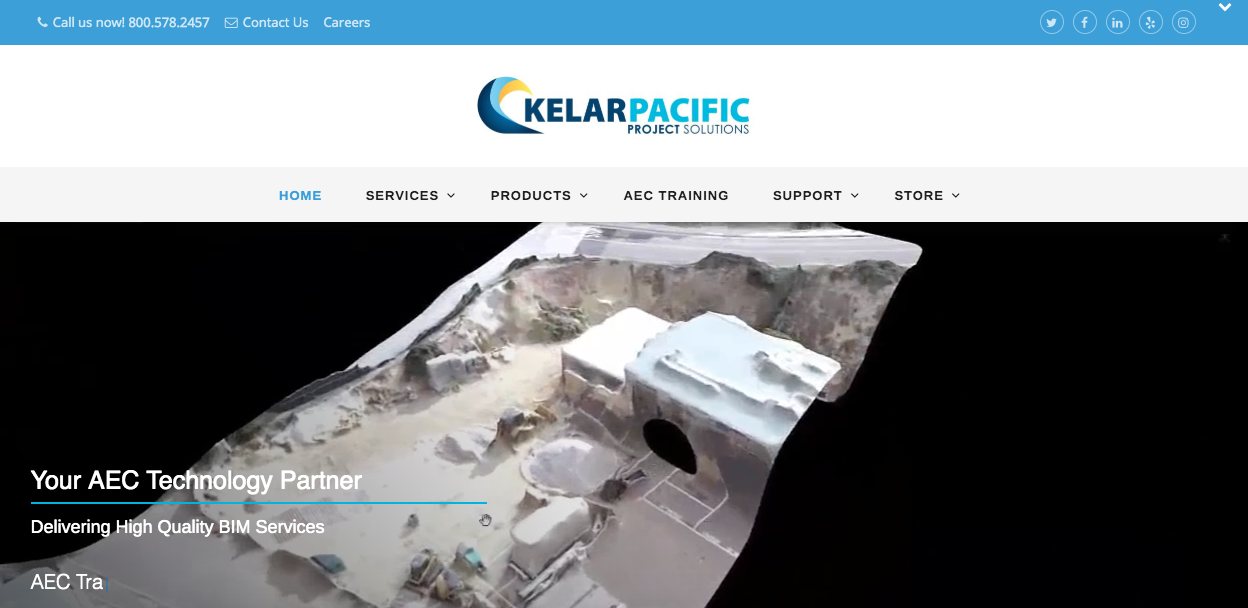 Call us now! 800.578.2457 Contact Us Careers
KELARPACIFIC
PROJECT SOLUTIONS
HOME SERVICES PRODUCTS AEC TRAINING SUPPORT STORE
Your AEC Technology Partner
Delivering High Quality BIM Services
AEC Tra